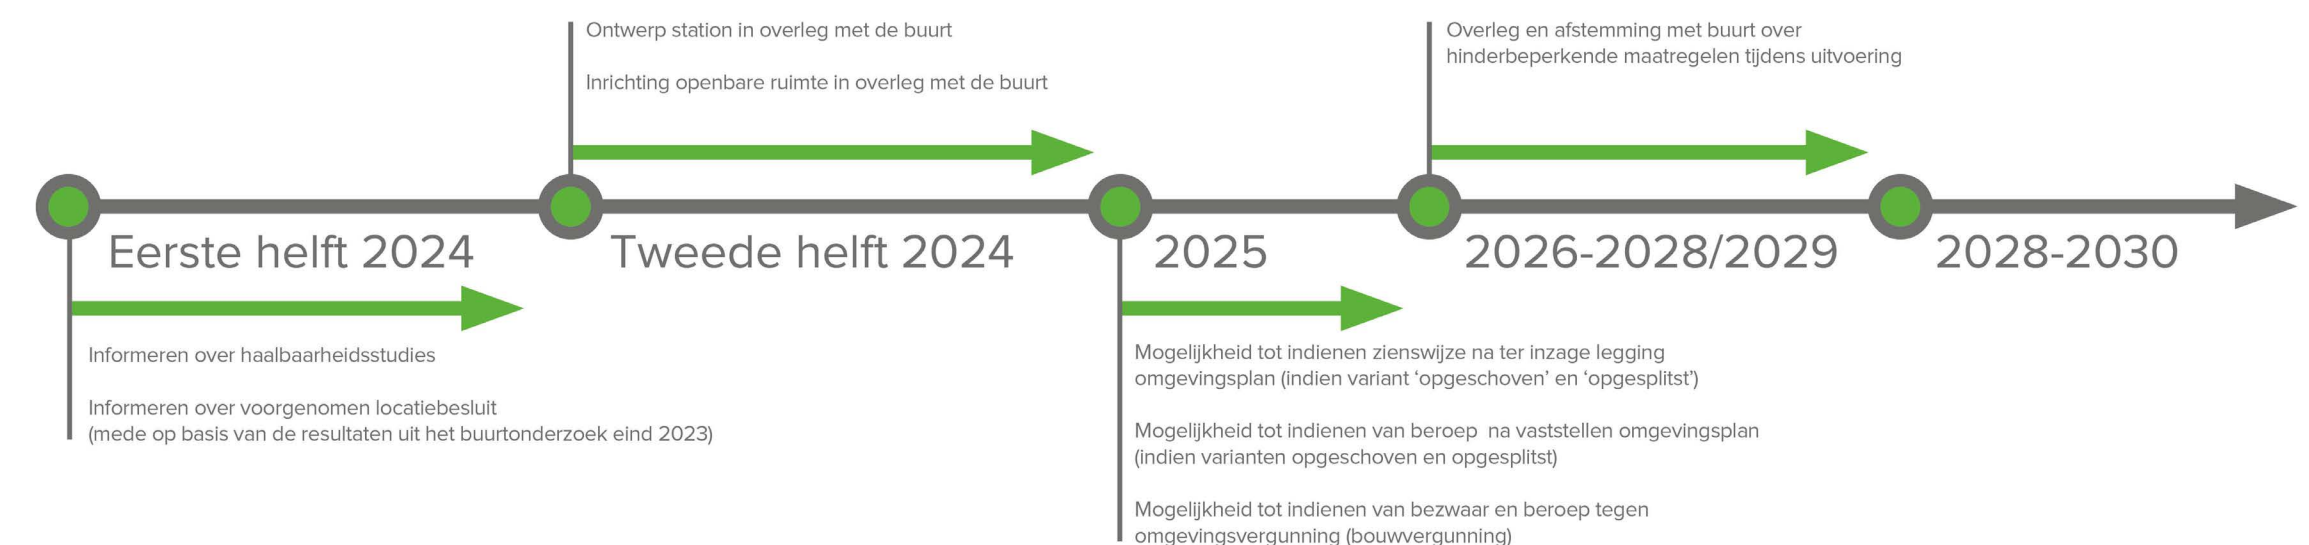 Ontwerp station in overleg met de buurt
Inrichting openbare ruimte in overleg met de buurt
Overleg en afstemming met buurt over
hinderbeperkende maatregelen tijdens uitvoering
Eerste helft 2024
Tweede helft 2024
2025
2026-2028/2029
2028-2030
Informeren over haalbaarheidsstudies
Informeren over voorgenomen locatiebesluit
(mede op basis van de resultaten uit het buurtonderzoek eind 2023)
Mogelijkheid tot indienen zienswijze na ter inzage legging
omgevingsplan (indien variant ‘opgeschoven’ en ‘opgesplitst’)
Mogelijkheid tot indienen van beroep  na vaststellen omgevingsplan
(indien varianten opgeschoven en opgesplitst)
Mogelijkheid tot indienen van bezwaar en beroep tegen
omgevingsvergunning (bouwvergunning)